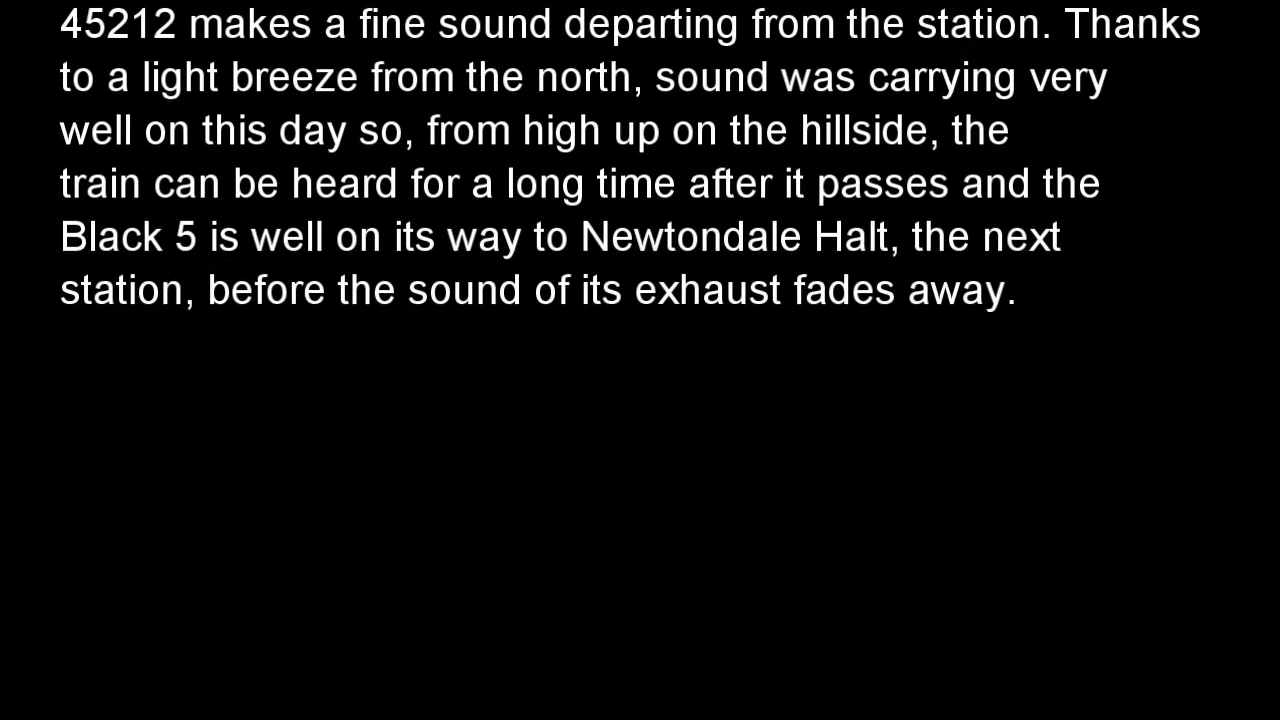 45212 makes a fine sound departing from the station. Thanks
to a light breeze from the north, sound was carrying very
well on this day so, from high up on the hillside, the
train can be heard for a long time after it passes and the
Black 5 is well on its way to Newtondale Halt, the next
station, before the sound of its exhaust fades away.